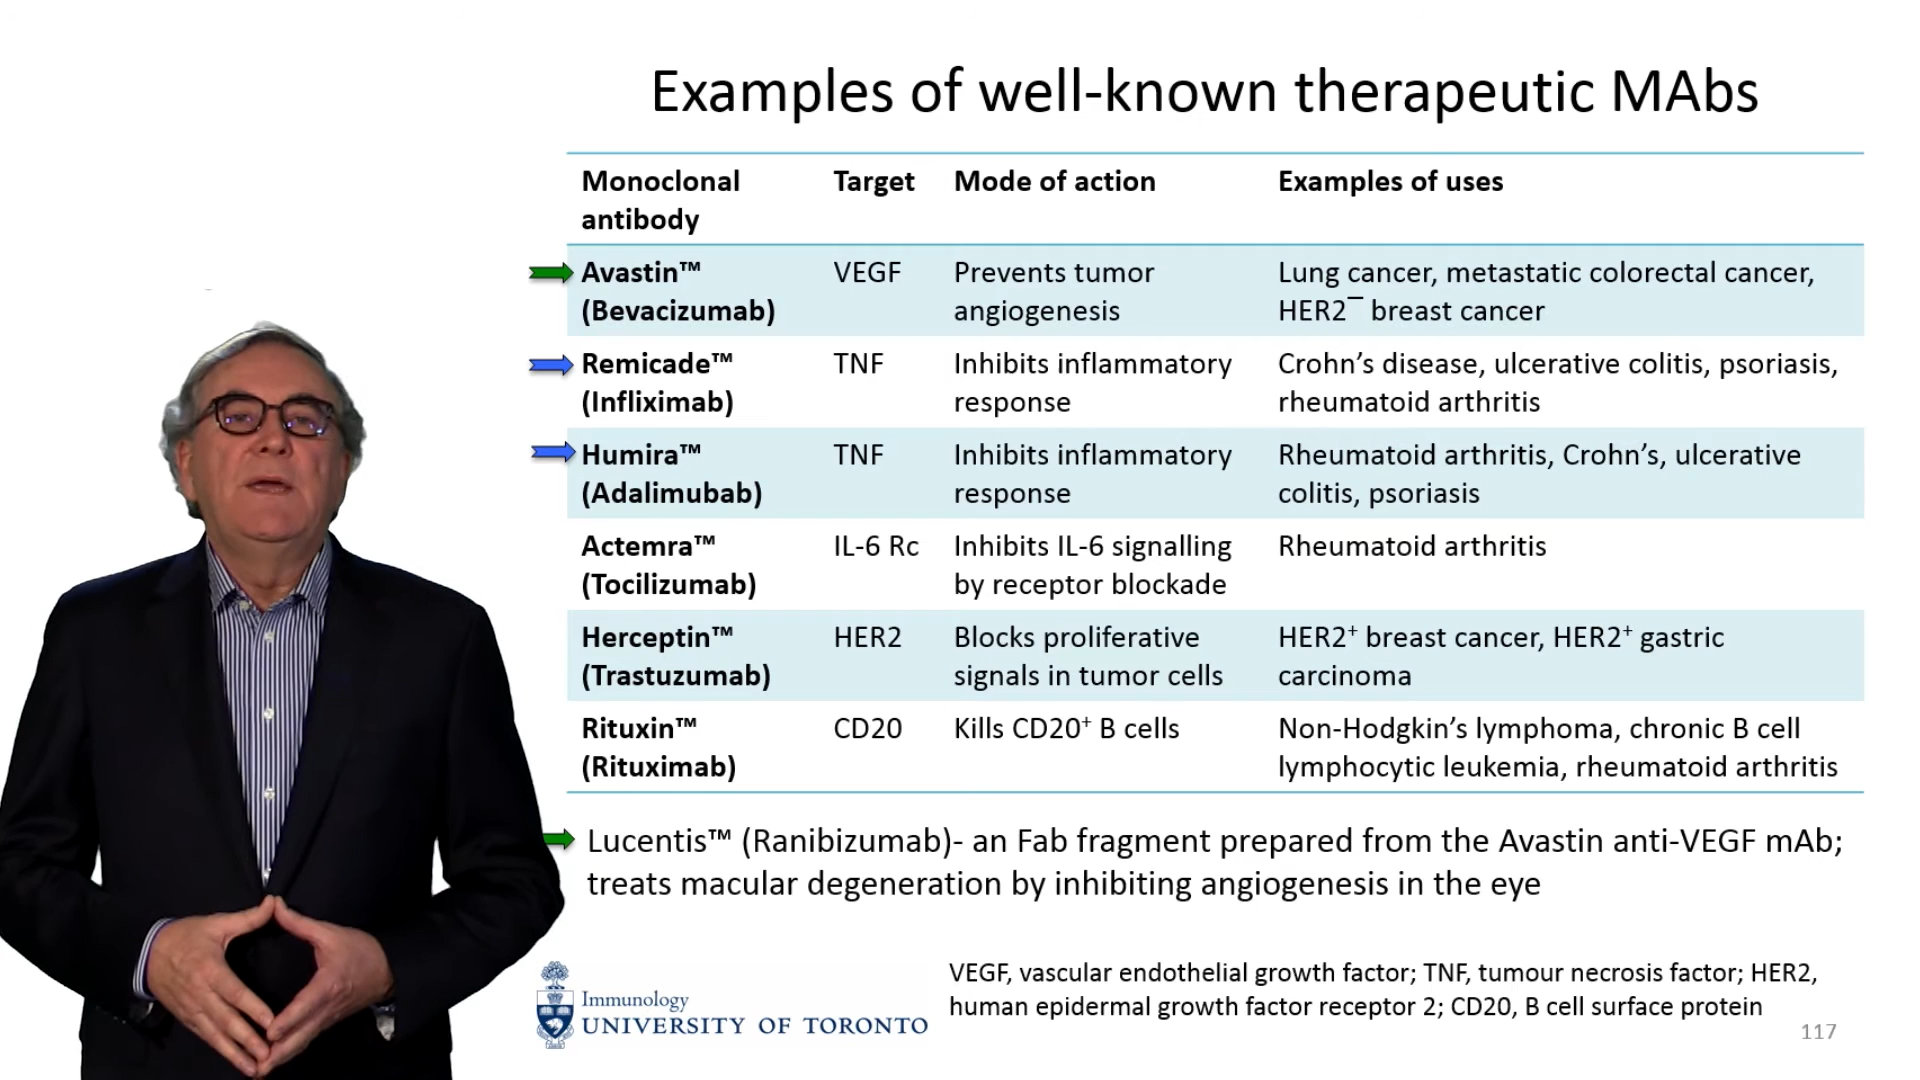 Examples of well-known therapeutic MAbs
Monoclonal antibody Target Mode of action Examples of uses
Avastin™ (Bevacizumab) VEGF Prevents tumor angiogenesis Lung cancer, metastatic colorectal cancer, HER2¯ breast cancer
Remicade™ (Infliximab) TNF Inhibits inflammatory response Crohn’s disease, ulcerative colitis, psoriasis, rheumatoid arthritis
Humira™ (Adalimubab) TNF Inhibits inflammatory response Rheumatoid arthritis, Crohn’s, ulcerative colitis, psoriasis
Actemra™ (Tocilizumab) IL-6 Rc Inhibits IL-6 signalling by receptor blockade Rheumatoid arthritis
Herceptin™ (Trastuzumab) HER2 Blocks proliferative signals in tumor cells HER2⁺ breast cancer, HER2⁺ gastric carcinoma
Rituxin™ (Rituximab) CD20 Kills CD20⁺ B cells Non-Hodgkin’s lymphoma, chronic B cell lymphocytic leukemia, rheumatoid arthritis
Lucentis™ (Ranibizumab)- an Fab fragment prepared from the Avastin anti-VEGF mAb;
treats macular degeneration by inhibiting angiogenesis in the eye
Immunology
UNIVERSITY OF TORONTO
VEGF, vascular endothelial growth factor; TNF, tumour necrosis factor; HER2,
human epidermal growth factor receptor 2; CD20, B cell surface protein
117